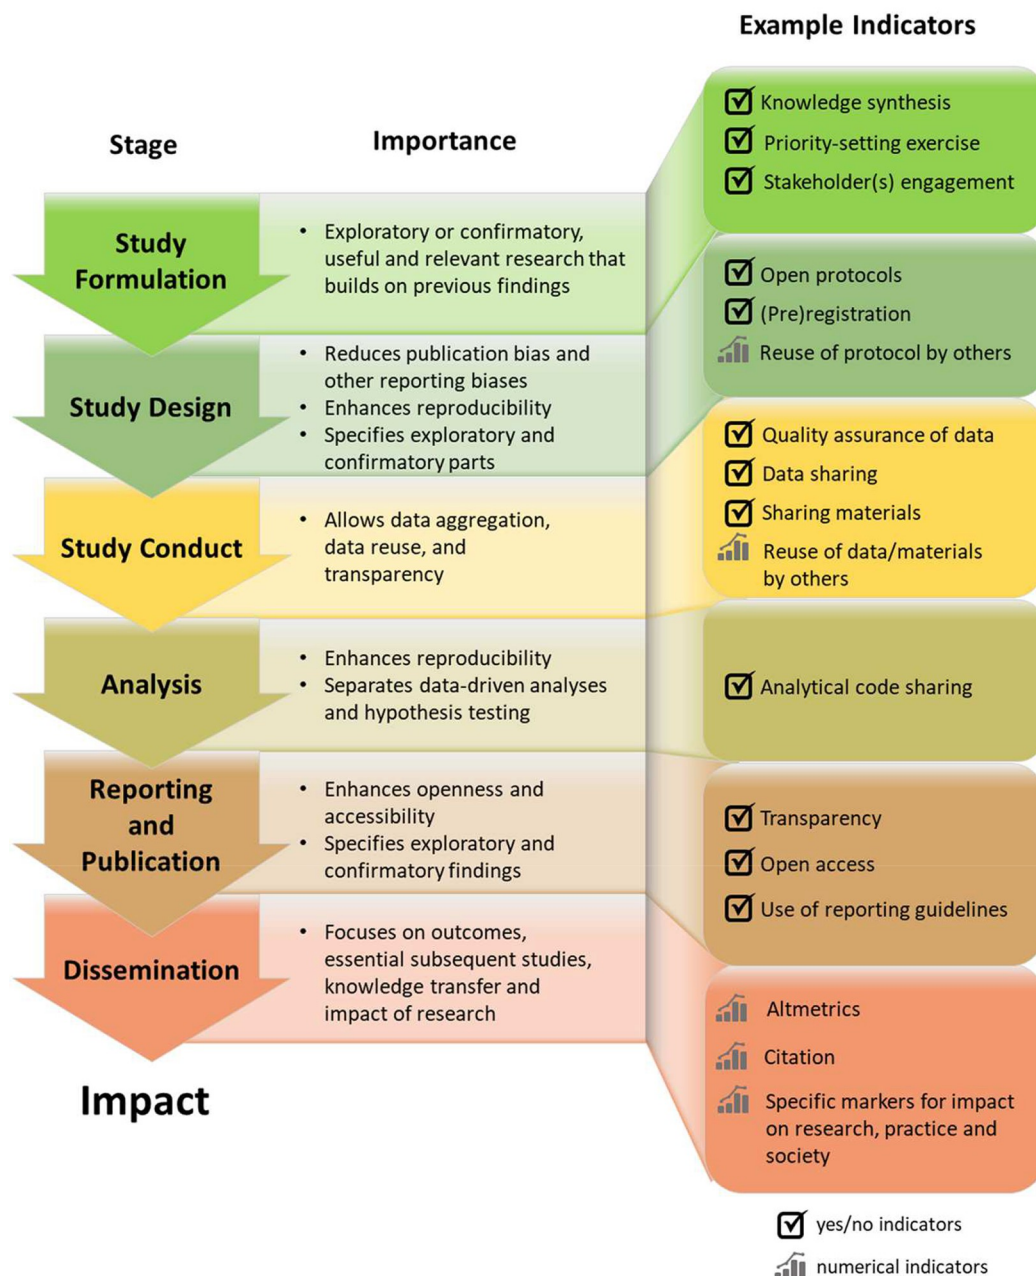 Example Indicators
Stage
Importance
Knowledge synthesis
Priority-setting exercise
Stakeholder(s) engagement
Study
Formulation
• Exploratory or confirmatory,
useful and relevant research that
builds on previous findings
Open protocols
(Pre)registration
Reuse of protocol by others
Study Design
• Reduces publication bias and
other reporting biases
• Enhances reproducibility
• Specifies exploratory and
confirmatory parts
Quality assurance of data
Data sharing
Sharing materials
Reuse of data/materials
by others
Study Conduct
• Allows data aggregation,
data reuse, and
transparency
Analysis
• Enhances reproducibility
• Separates data-driven analyses
and hypothesis testing
Analytical code sharing
Reporting
and
Publication
• Enhances openness and
accessibility
• Specifies exploratory and
confirmatory findings
Transparency
Open access
Use of reporting guidelines
Dissemination
• Focuses on outcomes,
essential subsequent studies,
knowledge transfer and
impact of research
Altmetrics
Citation
Specific markers for impact
on research, practice and
society
Impact
yes/no indicators
numerical indicators